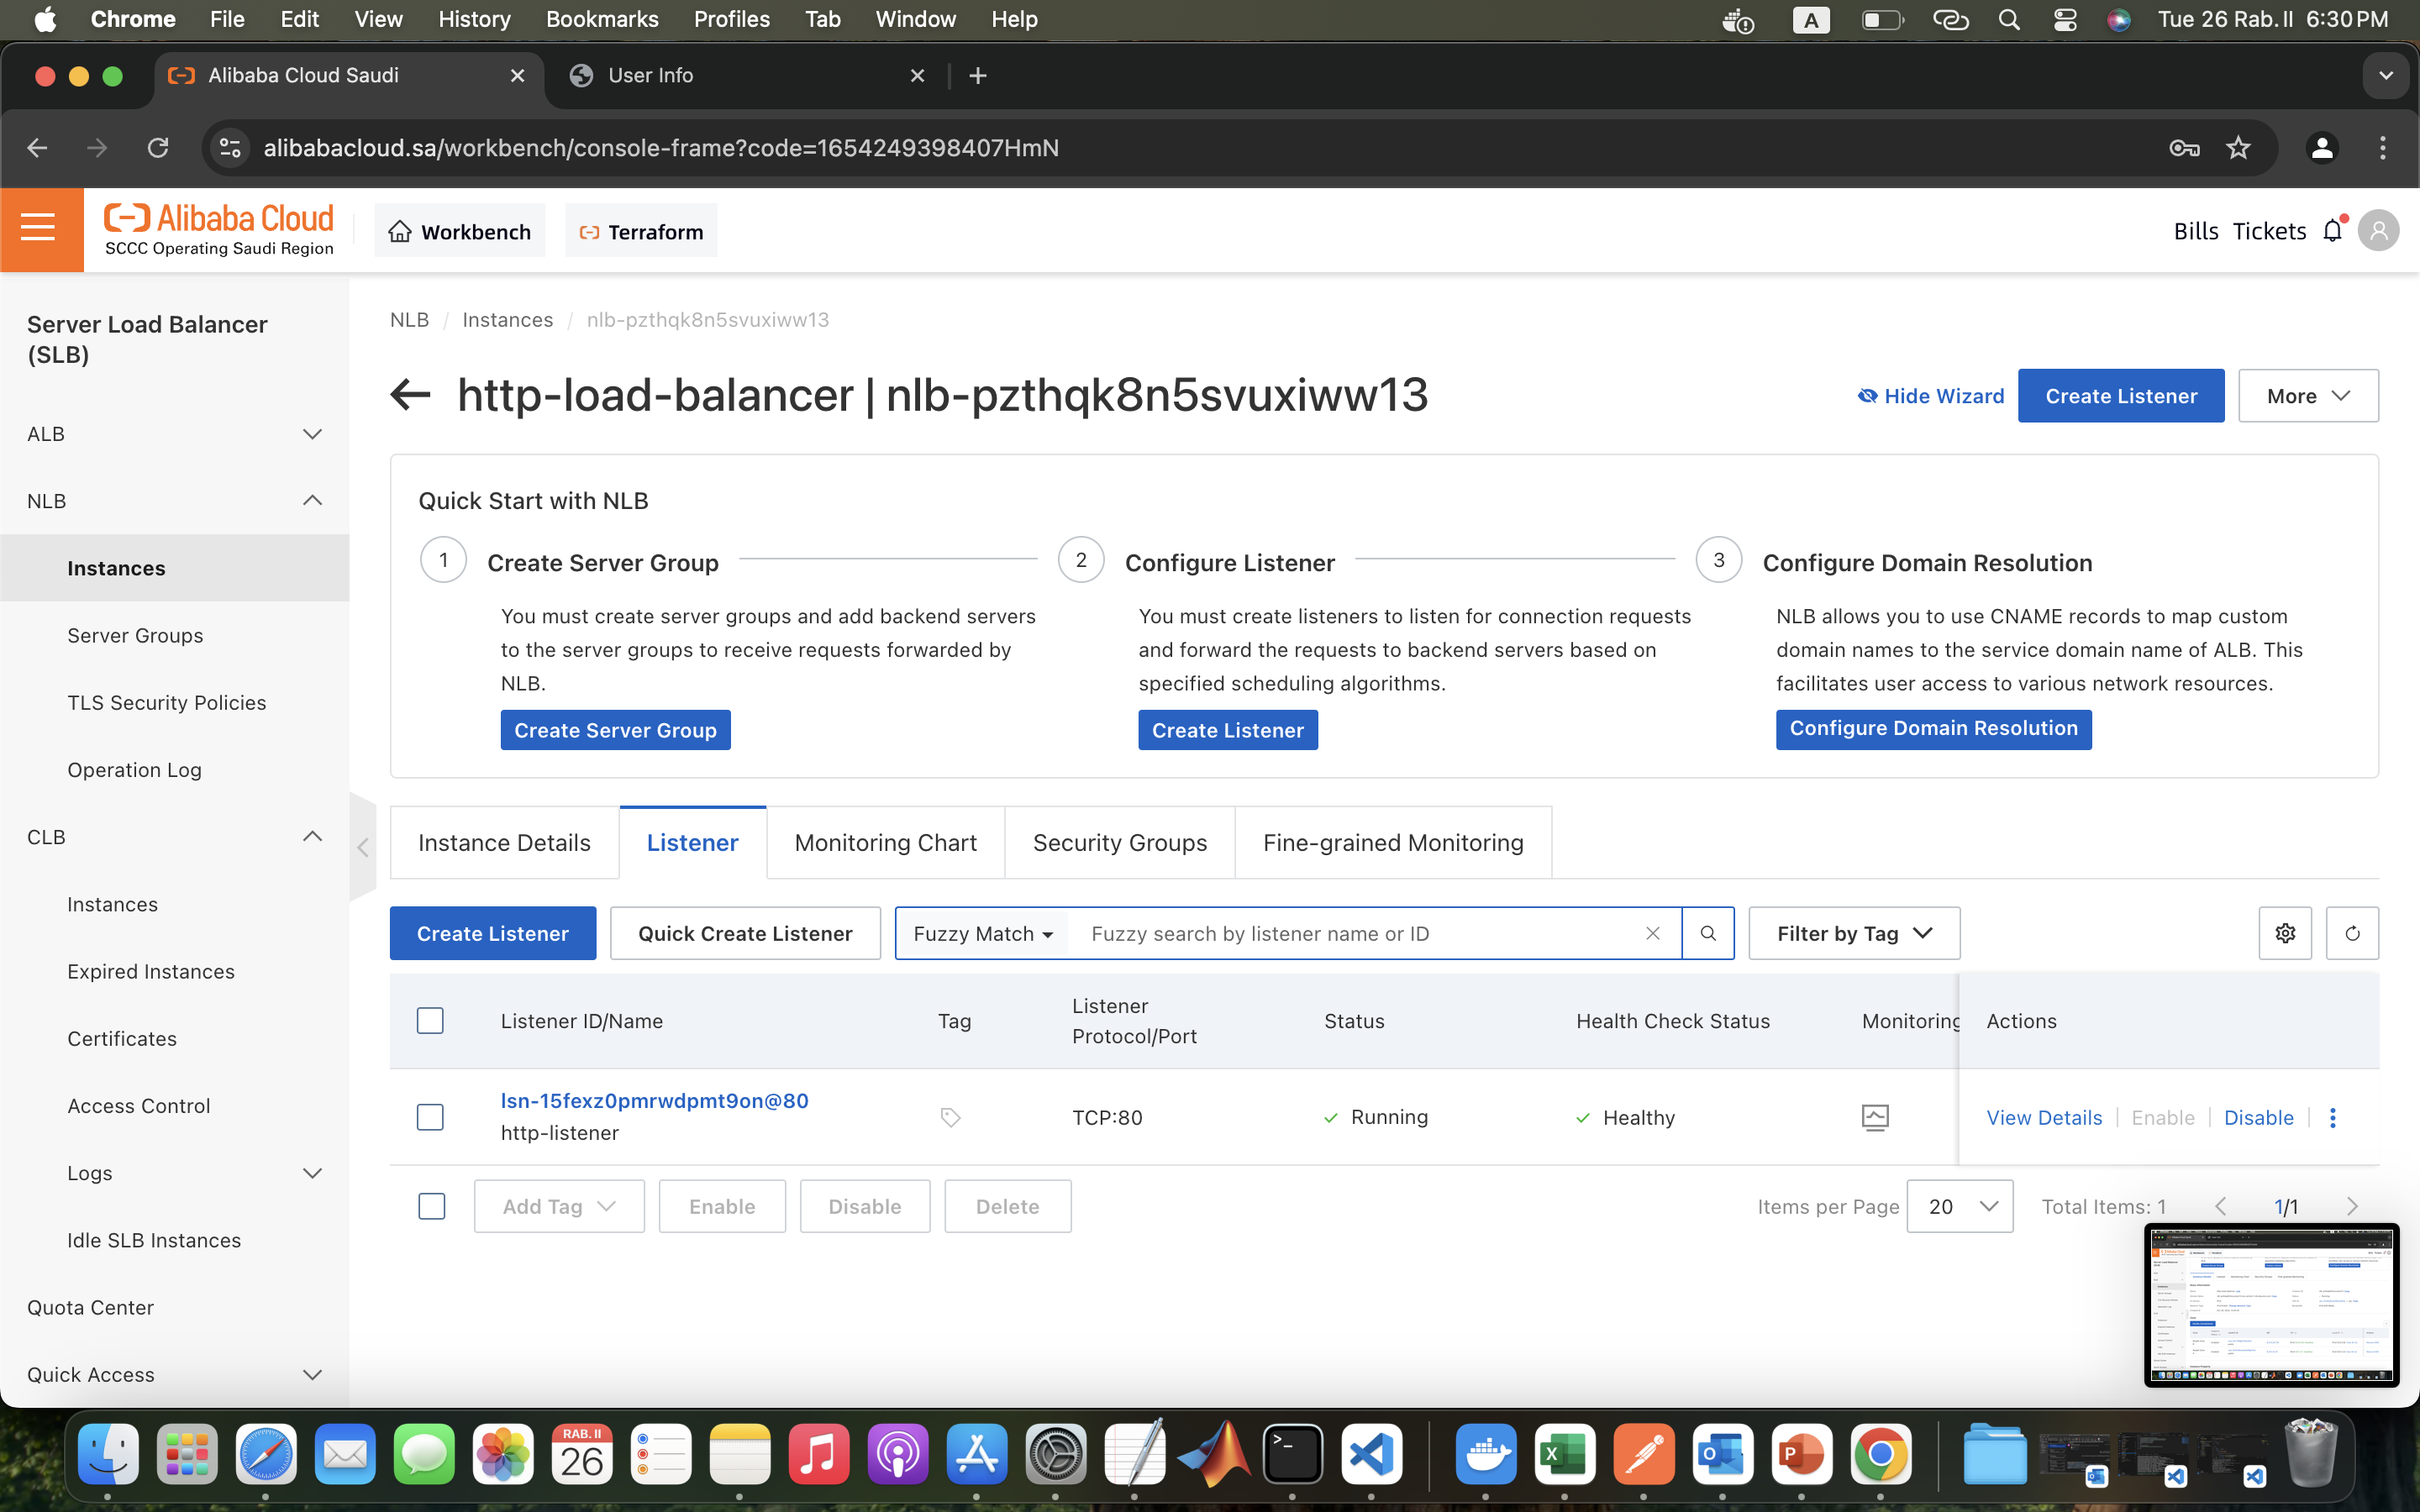 Chrome File Edit View History Bookmarks Profiles Tab Window Help
A
Tue 26 Rab. II 6:30 PM
Alibaba Cloud Saudi
User Info
alibabacloud.sa/workbench/console-frame?code=1654249398407HmN
Alibaba Cloud
SCCC Operating Saudi Region
Workbench
Terraform
Bills Tickets
Server Load Balancer
(SLB)
ALB
NLB
Instances
Server Groups
TLS Security Policies
Operation Log
CLB
Instances
Expired Instances
Certificates
Access Control
Logs
Idle SLB Instances
Quota Center
Quick Access
NLB / Instances / nlb-pzthqk8n5svuxiww13
http-load-balancer | nlb-pzthqk8n5svuxiww13
Hide Wizard
Create Listener
More
Quick Start with NLB
1 Create Server Group
You must create server groups and add backend servers
to the server groups to receive requests forwarded by
NLB.
Create Server Group
2 Configure Listener
You must create listeners to listen for connection requests
and forward the requests to backend servers based on
specified scheduling algorithms.
Create Listener
3 Configure Domain Resolution
NLB allows you to use CNAME records to map custom
domain names to the service domain name of ALB. This
facilitates user access to various network resources.
Configure Domain Resolution
Instance Details Listener Monitoring Chart Security Groups Fine-grained Monitoring
Create Listener Quick Create Listener Fuzzy Match Fuzzy search by listener name or ID Filter by Tag
Listener ID/Name Tag Listener Protocol/Port Status Health Check Status Monitoring Actions
lsn-15fexz0pmrwdpmt9on@80
http-listener
TCP:80 Running Healthy View Details Enable Disable
Add Tag Enable Disable Delete Items per Page 20 Total Items: 1 1/1
RAB. II
26